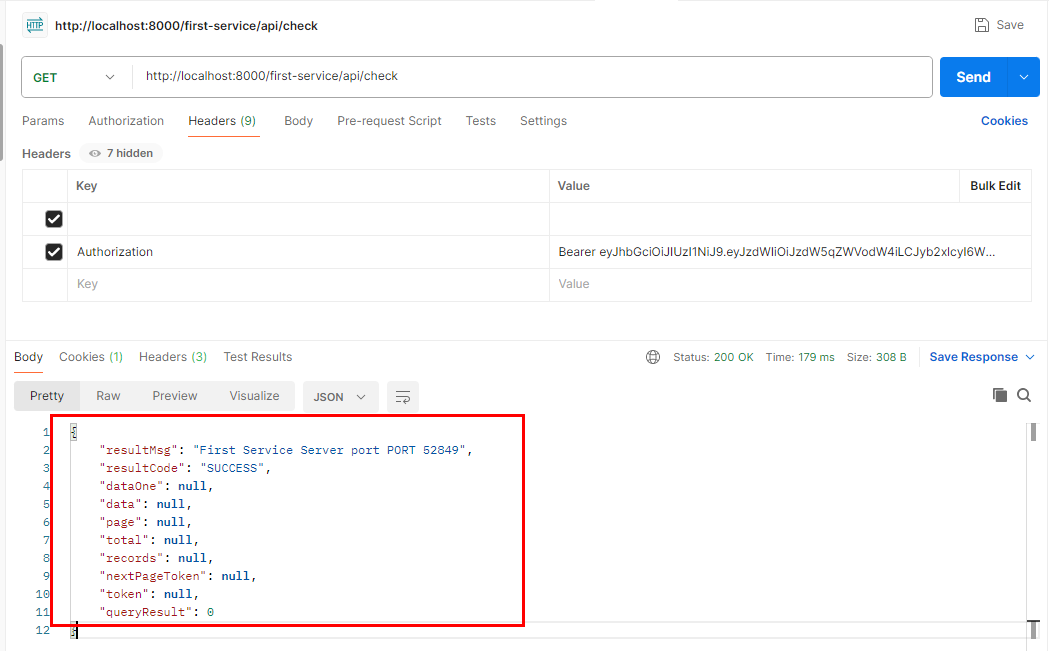 HTTP http://localhost:8000/first-service/api/check Save
GET http://localhost:8000/first-service/api/check Send
Params Authorization Headers (9) Body Pre-request Script Tests Settings Cookies
Headers 7 hidden
Key Value Bulk Edit
Authorization Bearer eyJhbGciOiJIUzI1NiJ9.eyJzdWIiOiJzdW5qZWVodW4iLCJyb2xlcyI6W...
Key Value
Body Cookies (1) Headers (3) Test Results Status: 200 OK Time: 179 ms Size: 308 B Save Response
Pretty Raw Preview Visualize JSON
1 {
2 "resultMsg": "First Service Server port PORT 52849",
3 "resultCode": "SUCCESS",
4 "dataOne": null,
5 "data": null,
6 "page": null,
7 "total": null,
8 "records": null,
9 "nextPageToken": null,
10 "token": null,
11 "queryResult": 0
12 }